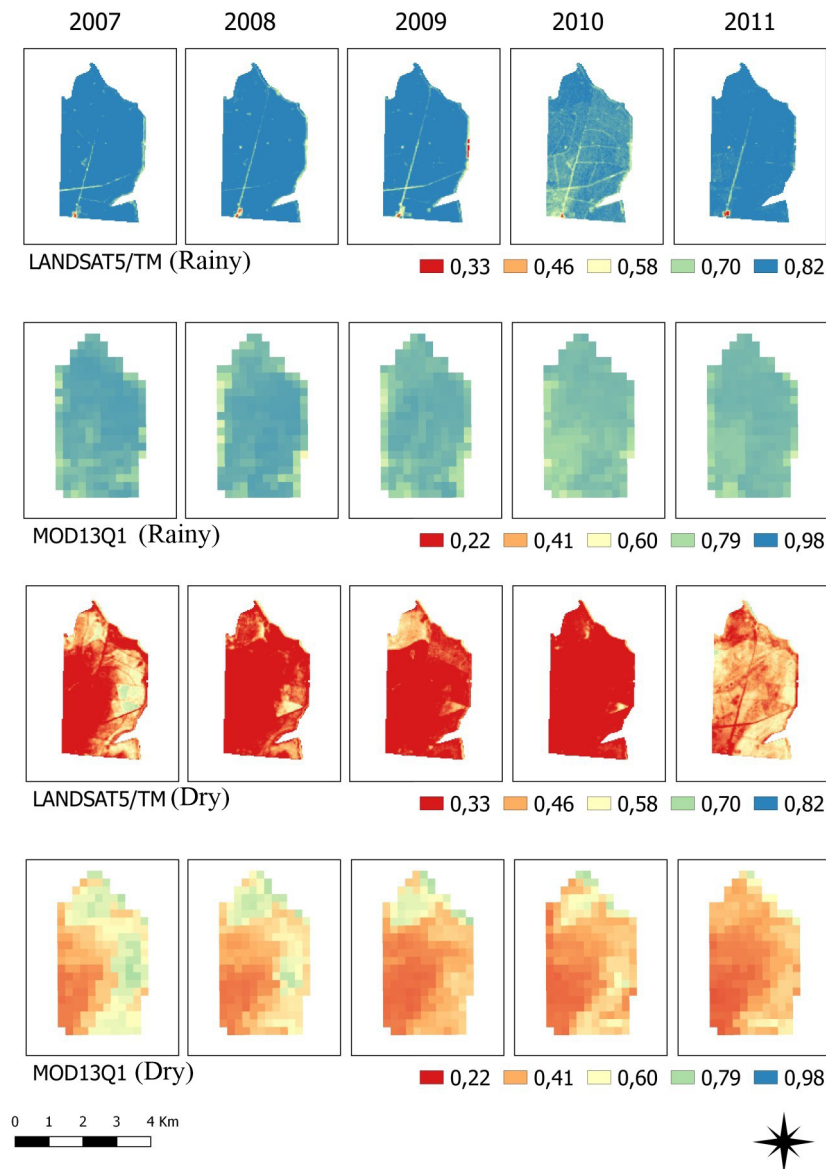 2007 2008 2009 2010 2011
LANDSAT5/TM (Rainy) 0,33 0,46 0,58 0,70 0,82
MOD13Q1 (Rainy) 0,22 0,41 0,60 0,79 0,98
LANDSAT5/TM (Dry) 0,33 0,46 0,58 0,70 0,82
MOD13Q1 (Dry) 0,22 0,41 0,60 0,79 0,98
0 1 2 3 4 Km